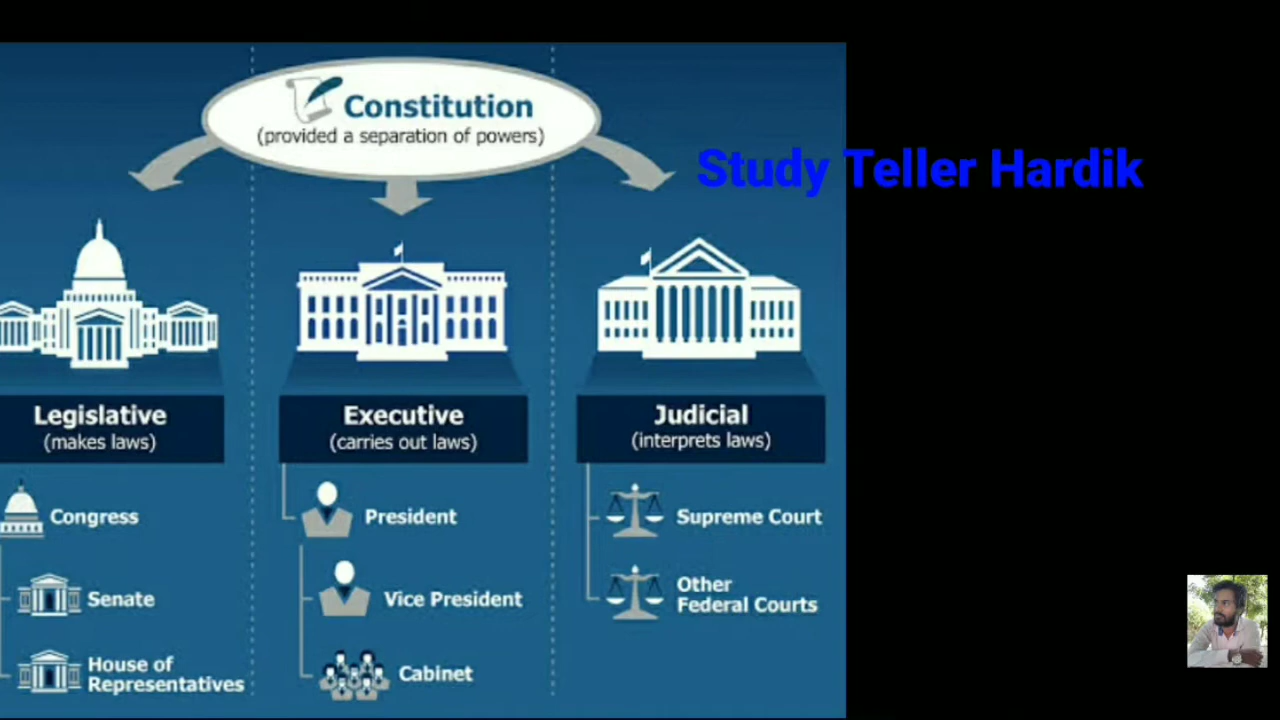 Constitution
(provided a separation of powers)
Study Teller Hardik
Legislative
(makes laws)
Executive
(carries out laws)
Judicial
(interprets laws)
Congress
Senate
House of
Representatives
President
Vice President
Cabinet
Supreme Court
Other
Federal Courts